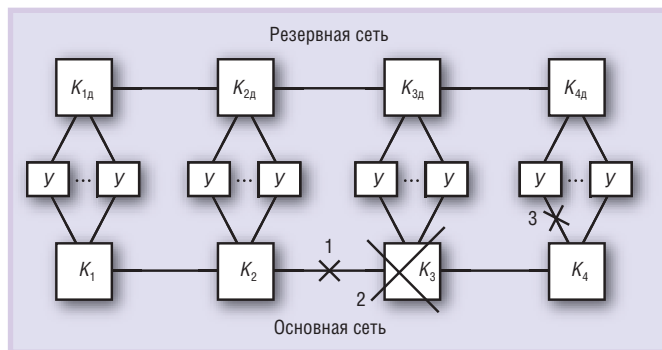 Резервная сеть
K1д K2д K3д K4д
У ... У У ... У У ... У У ... У
3
1
K1 K2 K3 K4
2
Основная сеть